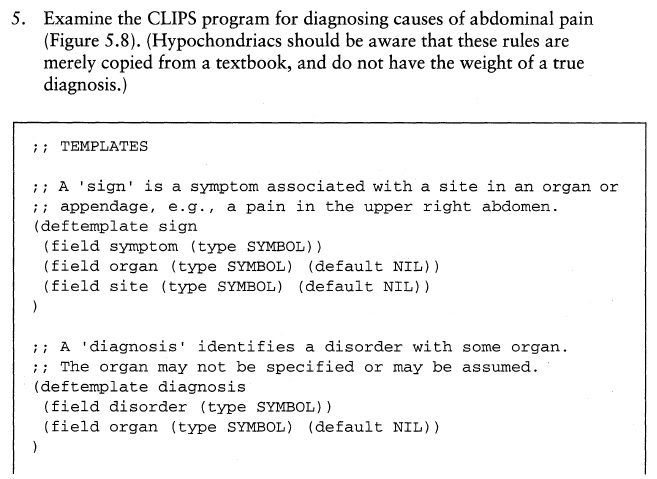 5. Examine the CLIPS program for diagnosing causes of abdominal pain
(Figure 5.8). (Hypochondriacs should be aware that these rules are
merely copied from a textbook, and do not have the weight of a true
diagnosis.)
;; TEMPLATES
;; A 'sign' is a symptom associated with a site in an organ or
;; appendage, e.g., a pain in the upper right abdomen.
(deftemplate sign
(field symptom (type SYMBOL))
(field organ (type SYMBOL) (default NIL))
(field site (type SYMBOL) (default NIL))
)
;; A 'diagnosis' identifies a disorder with some organ.
;; The organ may not be specified or may be assumed.
(deftemplate diagnosis
(field disorder (type SYMBOL))
(field organ (type SYMBOL) (default NIL))
)